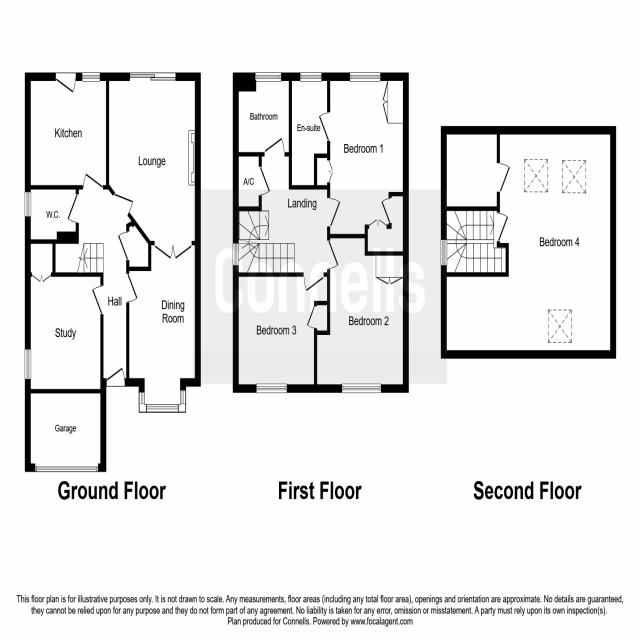 Kitchen
Lounge
W.C.
Hall
Dining
Room
Study
Garage
Ground Floor
Bathroom
En-suite
Bedroom 1
A/C
Landing
Connells
Bedroom 3
Bedroom 2
First Floor
Bedroom 4
Second Floor
This floor plan is for illustrative purposes only. It is not drawn to scale. Any measurements, floor areas (including any total floor area), openings and orientation are approximate. No details are guaranteed,
they cannot be relied upon for any purpose and they do not form part of any agreement. No liability is taken for any error, omission or misstatement. A party must rely upon its own inspection(s).
Plan produced for Connells. Powered by www.focalagent.com